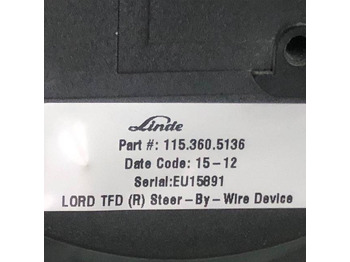 Linde
Part #: 115.360.5136
Date Code: 15-12
Serial:EU15891
LORD TFD (R) Steer-By-Wire Device